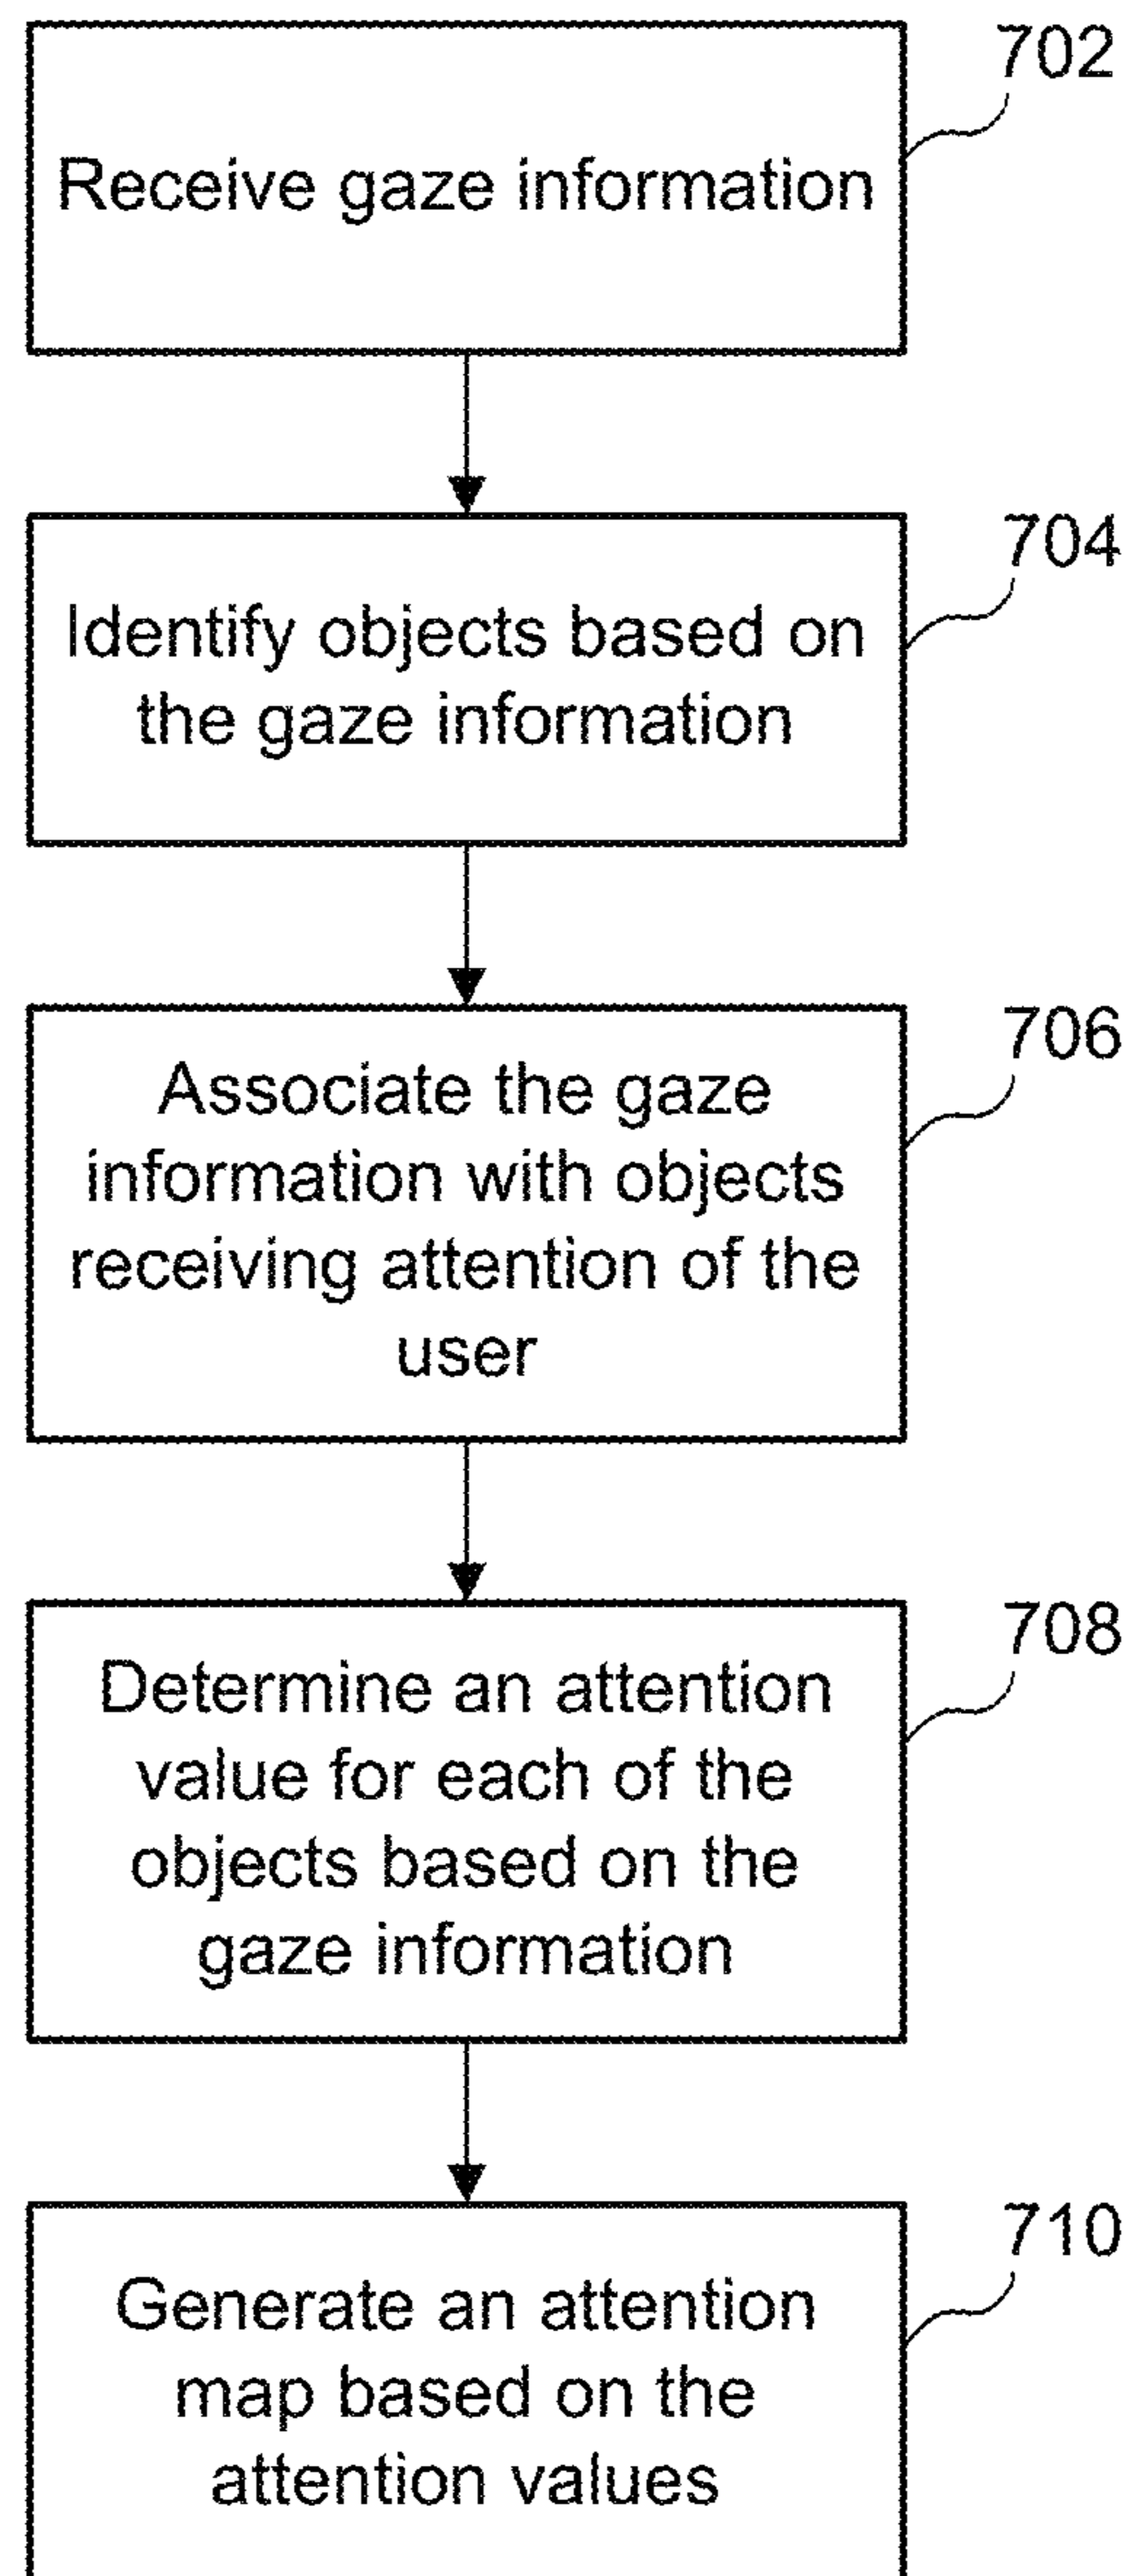 702
Receive gaze information
704
Identify objects based on
the gaze information
706
Associate the gaze
information with objects
receiving attention of the
user
708
Determine an attention
value for each of the
objects based on the
gaze information
710
Generate an attention
map based on the
attention values